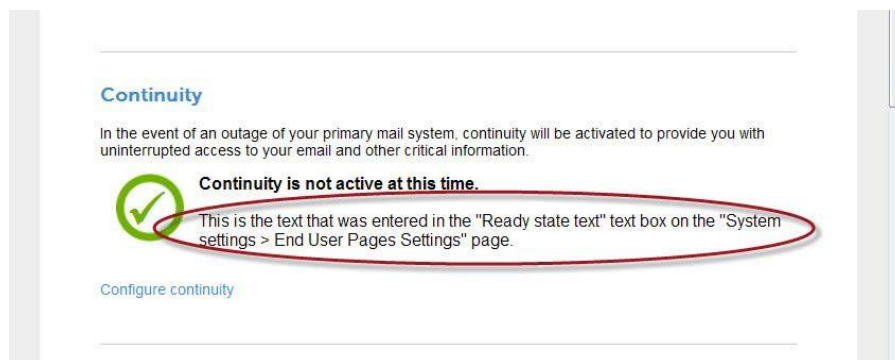 Continuity
In the event of an outage of your primary mail system, continuity will be activated to provide you with
uninterrupted access to your email and other critical information.
Continuity is not active at this time.
This is the text that was entered in the "Ready state text" text box on the "System
settings > End User Pages Settings" page.
Configure continuity